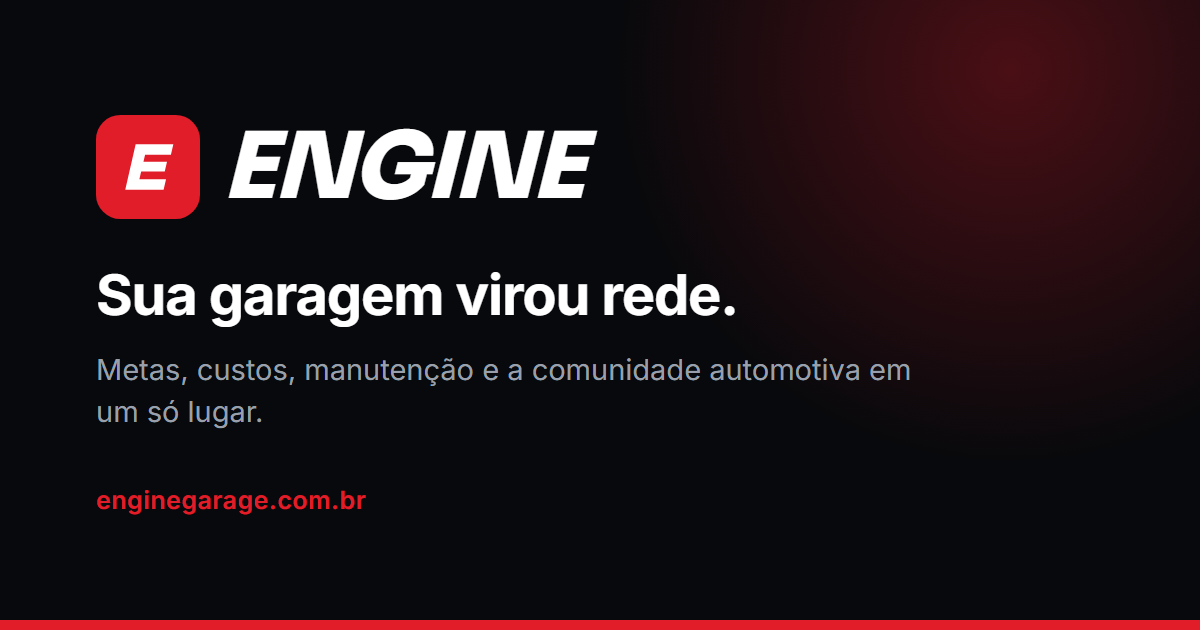 E ENGINE
Sua garagem virou rede.
Metas, custos, manutenção e a comunidade automotiva em
um só lugar.
enginegarage.com.br